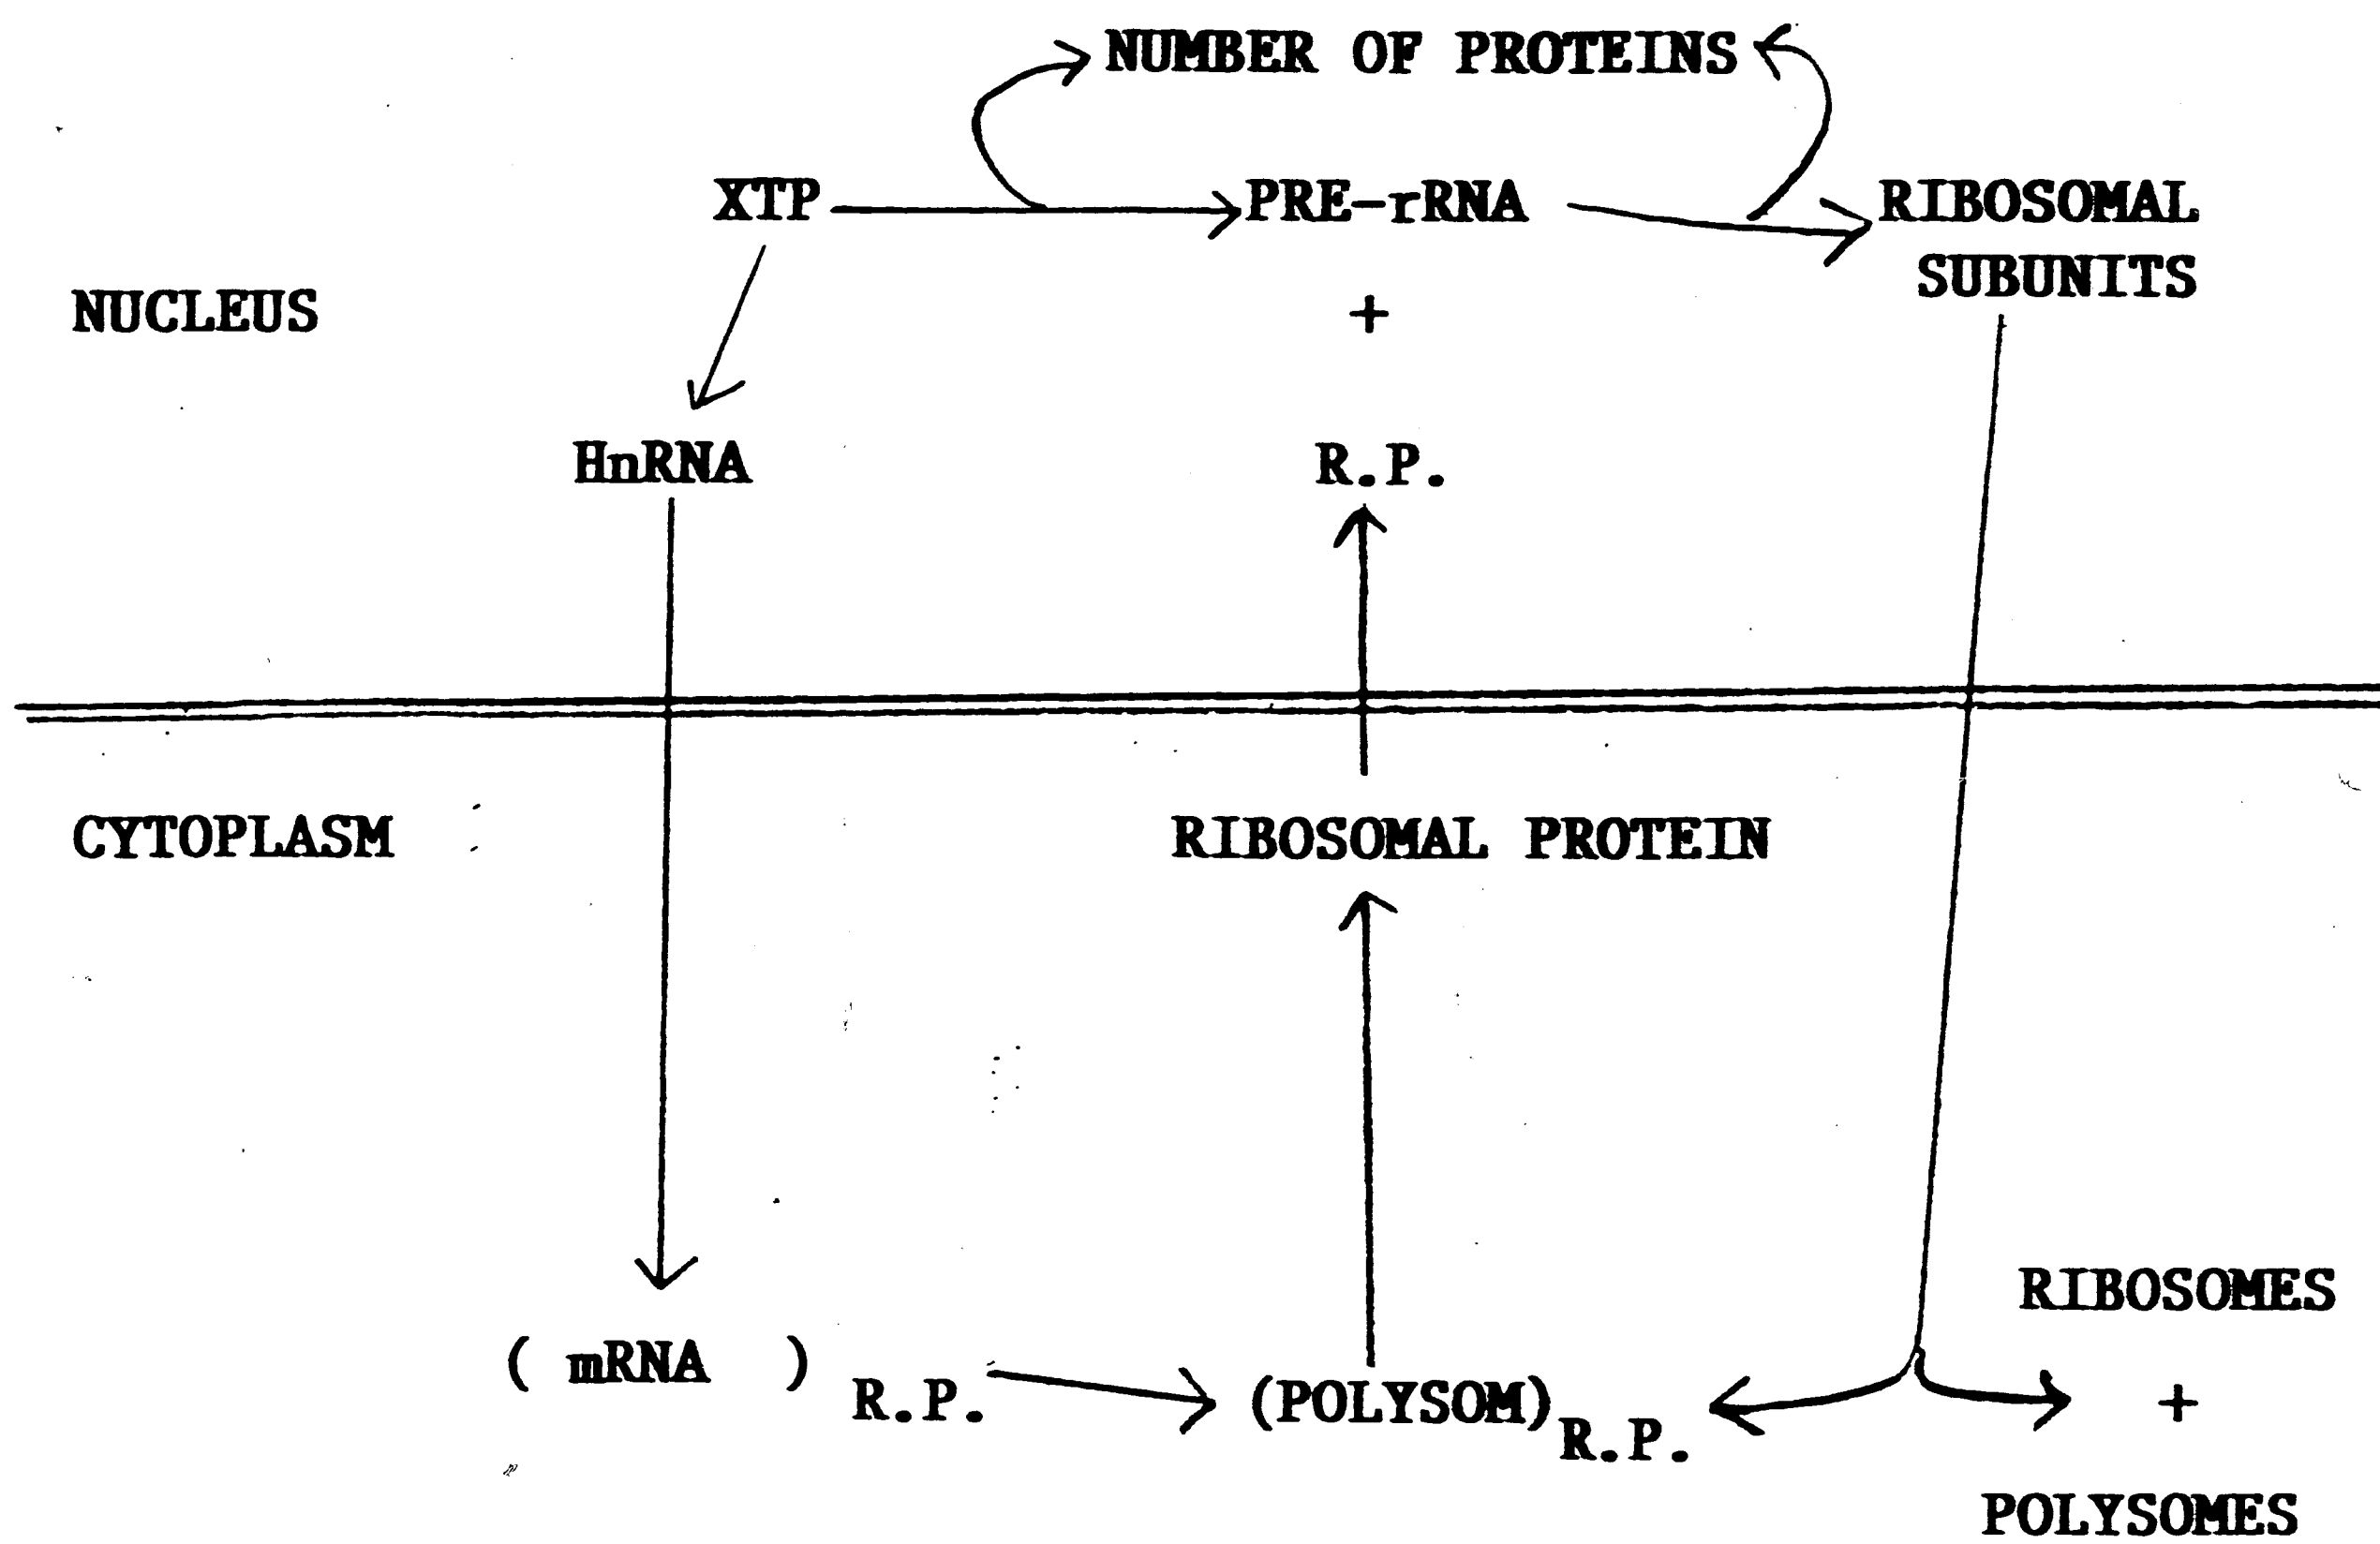 NUMBER OF PROTEINS
XTP PRE-rRNA RIBOSOMAL
SUBUNITS
NUCLEUS +
HnRNA R.P.
CYTOPLASM RIBOSOMAL PROTEIN
RIBOSOMES
( mRNA )R.P. (POLYSOM)R.P. +
POLYSOMES